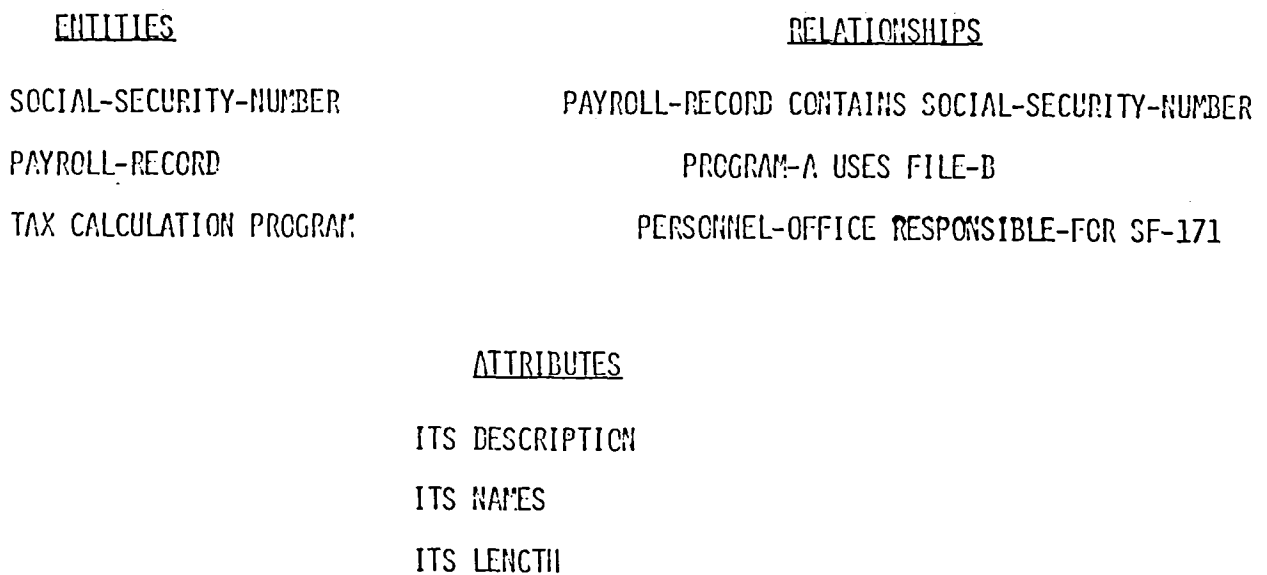 ENTITIES
SOCIAL-SECURITY-NUMBER
PAYROLL-RECORD
TAX CALCULATION PROGRAM
RELATIONSHIPS
PAYROLL-RECORD CONTAINS SOCIAL-SECURITY-NUMBER
PROGRAM-A USES FILE-B
PERSONNEL-OFFICE RESPONSIBLE-FOR SF-171
ATTRIBUTES
ITS DESCRIPTION
ITS NAMES
ITS LENGTH